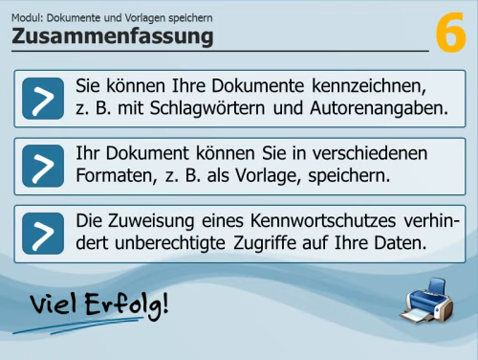 Modul: Dokumente und Vorlagen speichern
Zusammenfassung
6
Sie können Ihre Dokumente kennzeichnen,
z. B. mit Schlagwörtern und Autorenangaben.
Ihr Dokument können Sie in verschiedenen
Formaten, z. B. als Vorlage, speichern.
Die Zuweisung eines Kennwortschutzes verhin-
dert unberechtigte Zugriffe auf Ihre Daten.
Viel Erfolg!